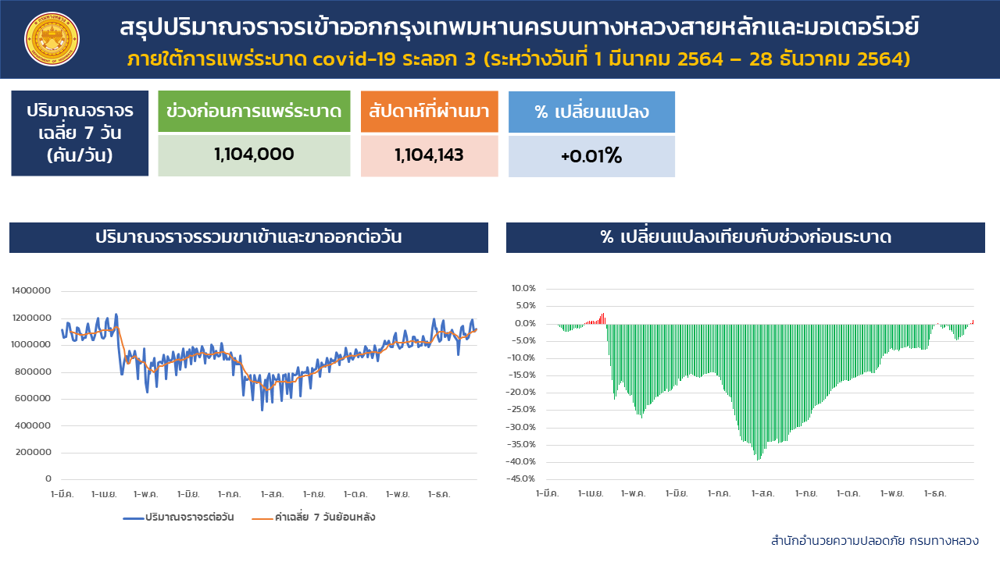 สรุปปริมาณจราจรเข้าออกกรุงเทพมหานครบนทางหลวงสายหลักและมอเตอร์เวย์
ภายใต้การแพร่ระบาด covid-19 ระลอก 3 (ระหว่างวันที่ 1 มีนาคม 2564 – 28 ธันวาคม 2564)
ปริมาณจราจร
เฉลี่ย 7 วัน
(คัน/วัน)
ข่วงก่อนการแพร่ระบาด
1,104,000
สัปดาห์ที่ผ่านมา
1,104,143
% เปลี่ยนแปลง
+0.01%
ปริมาณจราจรรวมขาเข้าและขาออกต่อวัน
1400000
1200000
1000000
800000
600000
400000
200000
0
1-มี.ค. 1-เม.ย. 1-พ.ค. 1-มิ.ย. 1-ก.ค. 1-ส.ค. 1-ก.ย. 1-ต.ค. 1-พ.ย. 1-ธ.ค.
ปริมาณจราจรต่อวัน ค่าเฉลี่ย 7 วันย้อนหลัง
% เปลี่ยนแปลงเทียบกับช่วงก่อนระบาด
10.0%
5.0%
0.0%
-5.0%
-10.0%
-15.0%
-20.0%
-25.0%
-30.0%
-35.0%
-40.0%
-45.0%
1-มี.ค. 1-เม.ย. 1-พ.ค. 1-มิ.ย. 1-ก.ค. 1-ส.ค. 1-ก.ย. 1-ต.ค. 1-พ.ย. 1-ธ.ค.
สำนักอำนวยความปลอดภัย กรมทางหลวง